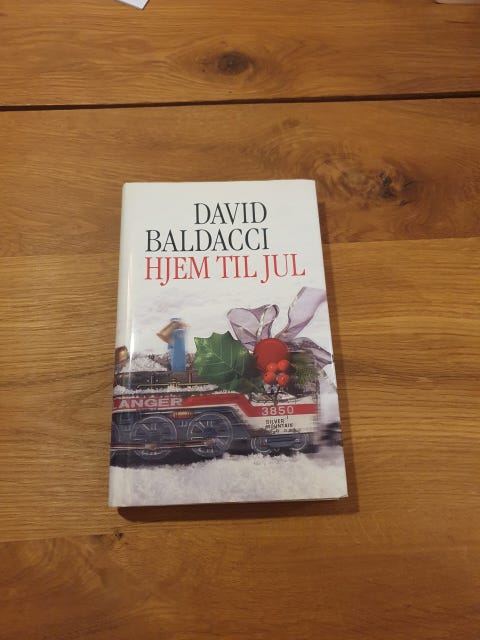 DAVID
BALDACCI
HJEM TIL JUL
ANGER
3850
SILVER
MOUNTAIN